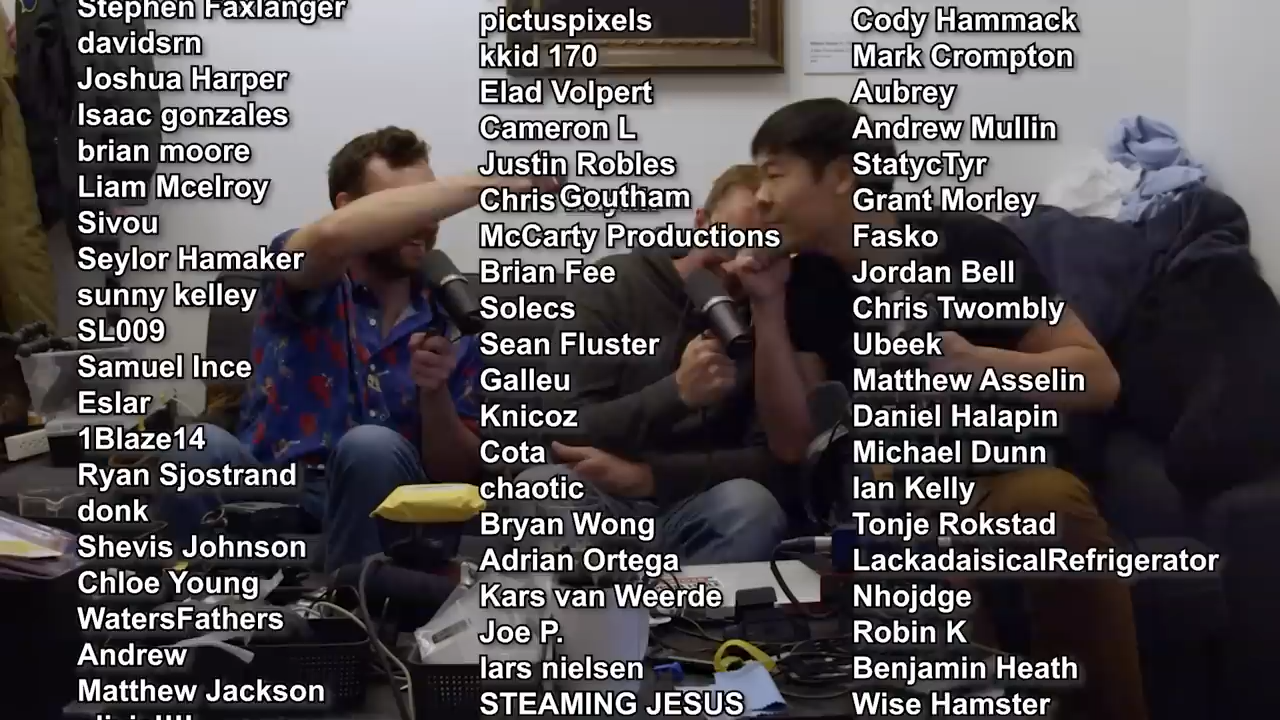 Stephen Faxlanger
davidsrn
Joshua Harper
Isaac gonzales
brian moore
Liam Mcelroy
Sivou
Seylor Hamaker
sunny kelley
SL009
Samuel Ince
Eslar
1Blaze14
Ryan Sjostrand
donk
Shevis Johnson
Chloe Young
WatersFathers
Andrew
Matthew Jackson
pictuspixels
kkid 170
Elad Volpert
Cameron L
Justin Robles
Chris Goutham
McCarty Productions
Brian Fee
Solecs
Sean Fluster
Galleu
Knicoz
Cota
chaotic
Bryan Wong
Adrian Ortega
Kars van Weerde
Joe P.
lars nielsen
STEAMING JESUS
Cody Hammack
Mark Crompton
Aubrey
Andrew Mullin
StatycTyr
Grant Morley
Fasko
Jordan Bell
Chris Twombly
Ubeek
Matthew Asselin
Daniel Halapin
Michael Dunn
Ian Kelly
Tonje Rokstad
LackadaisicalRefrigerator
Nhojdge
Robin K
Benjamin Heath
Wise Hamster